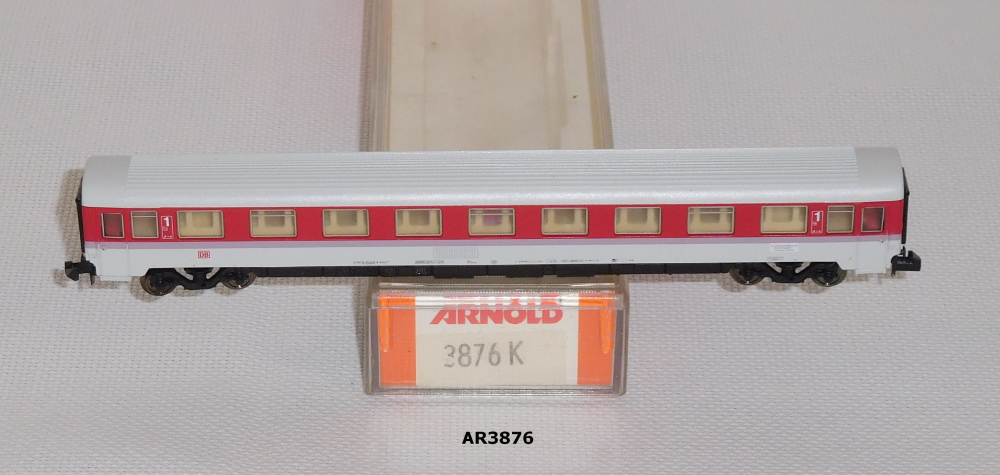 1 1
DB
ARNOLD
3876 K
AR3876